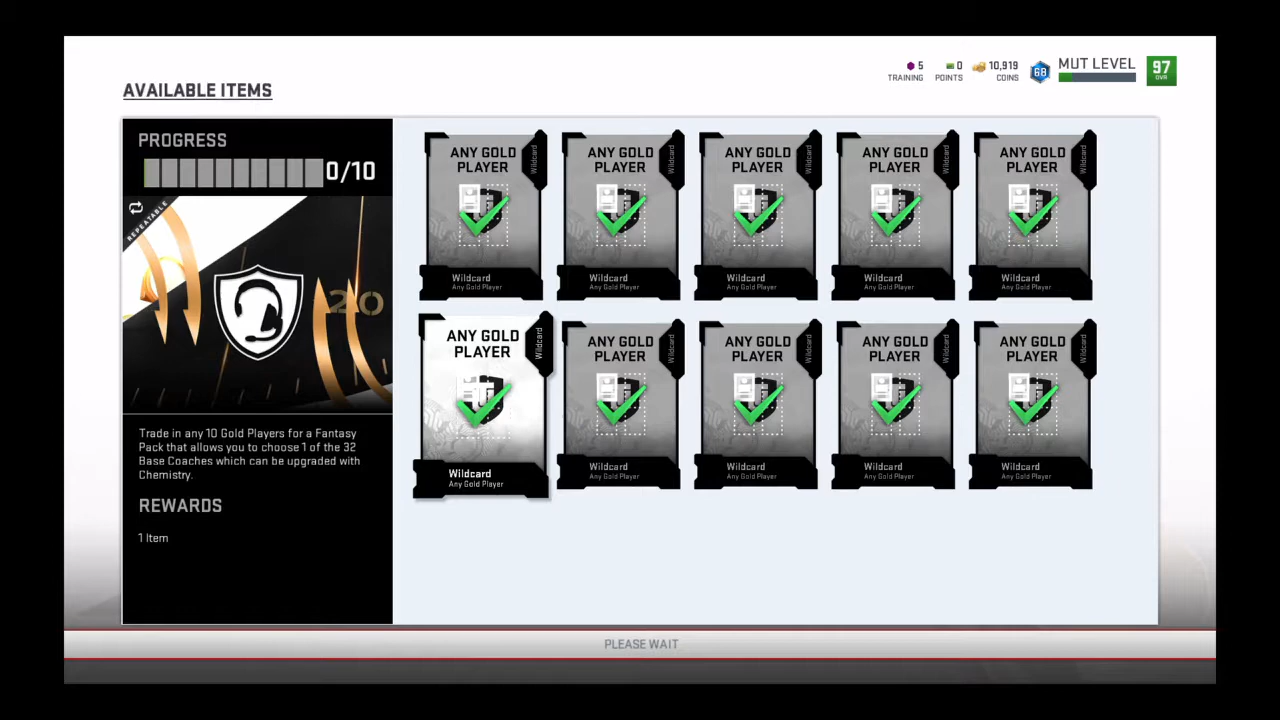 AVAILABLE ITEMS
5 TRAINING
0 POINTS
10,919 COINS
68
MUT LEVEL
97 OVR
PROGRESS
0/10
REPEATABLE
20
Trade in any 10 Gold Players for a Fantasy
Pack that allows you to choose 1 of the 32
Base Coaches which can be upgraded with
Chemistry.
REWARDS
1 Item
ANY GOLD PLAYER
Wildcard
Wildcard
Any Gold Player
ANY GOLD PLAYER
Wildcard
Wildcard
Any Gold Player
ANY GOLD PLAYER
Wildcard
Wildcard
Any Gold Player
ANY GOLD PLAYER
Wildcard
Wildcard
Any Gold Player
ANY GOLD PLAYER
Wildcard
Wildcard
Any Gold Player
ANY GOLD PLAYER
Wildcard
Wildcard
Any Gold Player
ANY GOLD PLAYER
Wildcard
Wildcard
Any Gold Player
ANY GOLD PLAYER
Wildcard
Wildcard
Any Gold Player
ANY GOLD PLAYER
Wildcard
Wildcard
Any Gold Player
ANY GOLD PLAYER
Wildcard
Wildcard
Any Gold Player
PLEASE WAIT